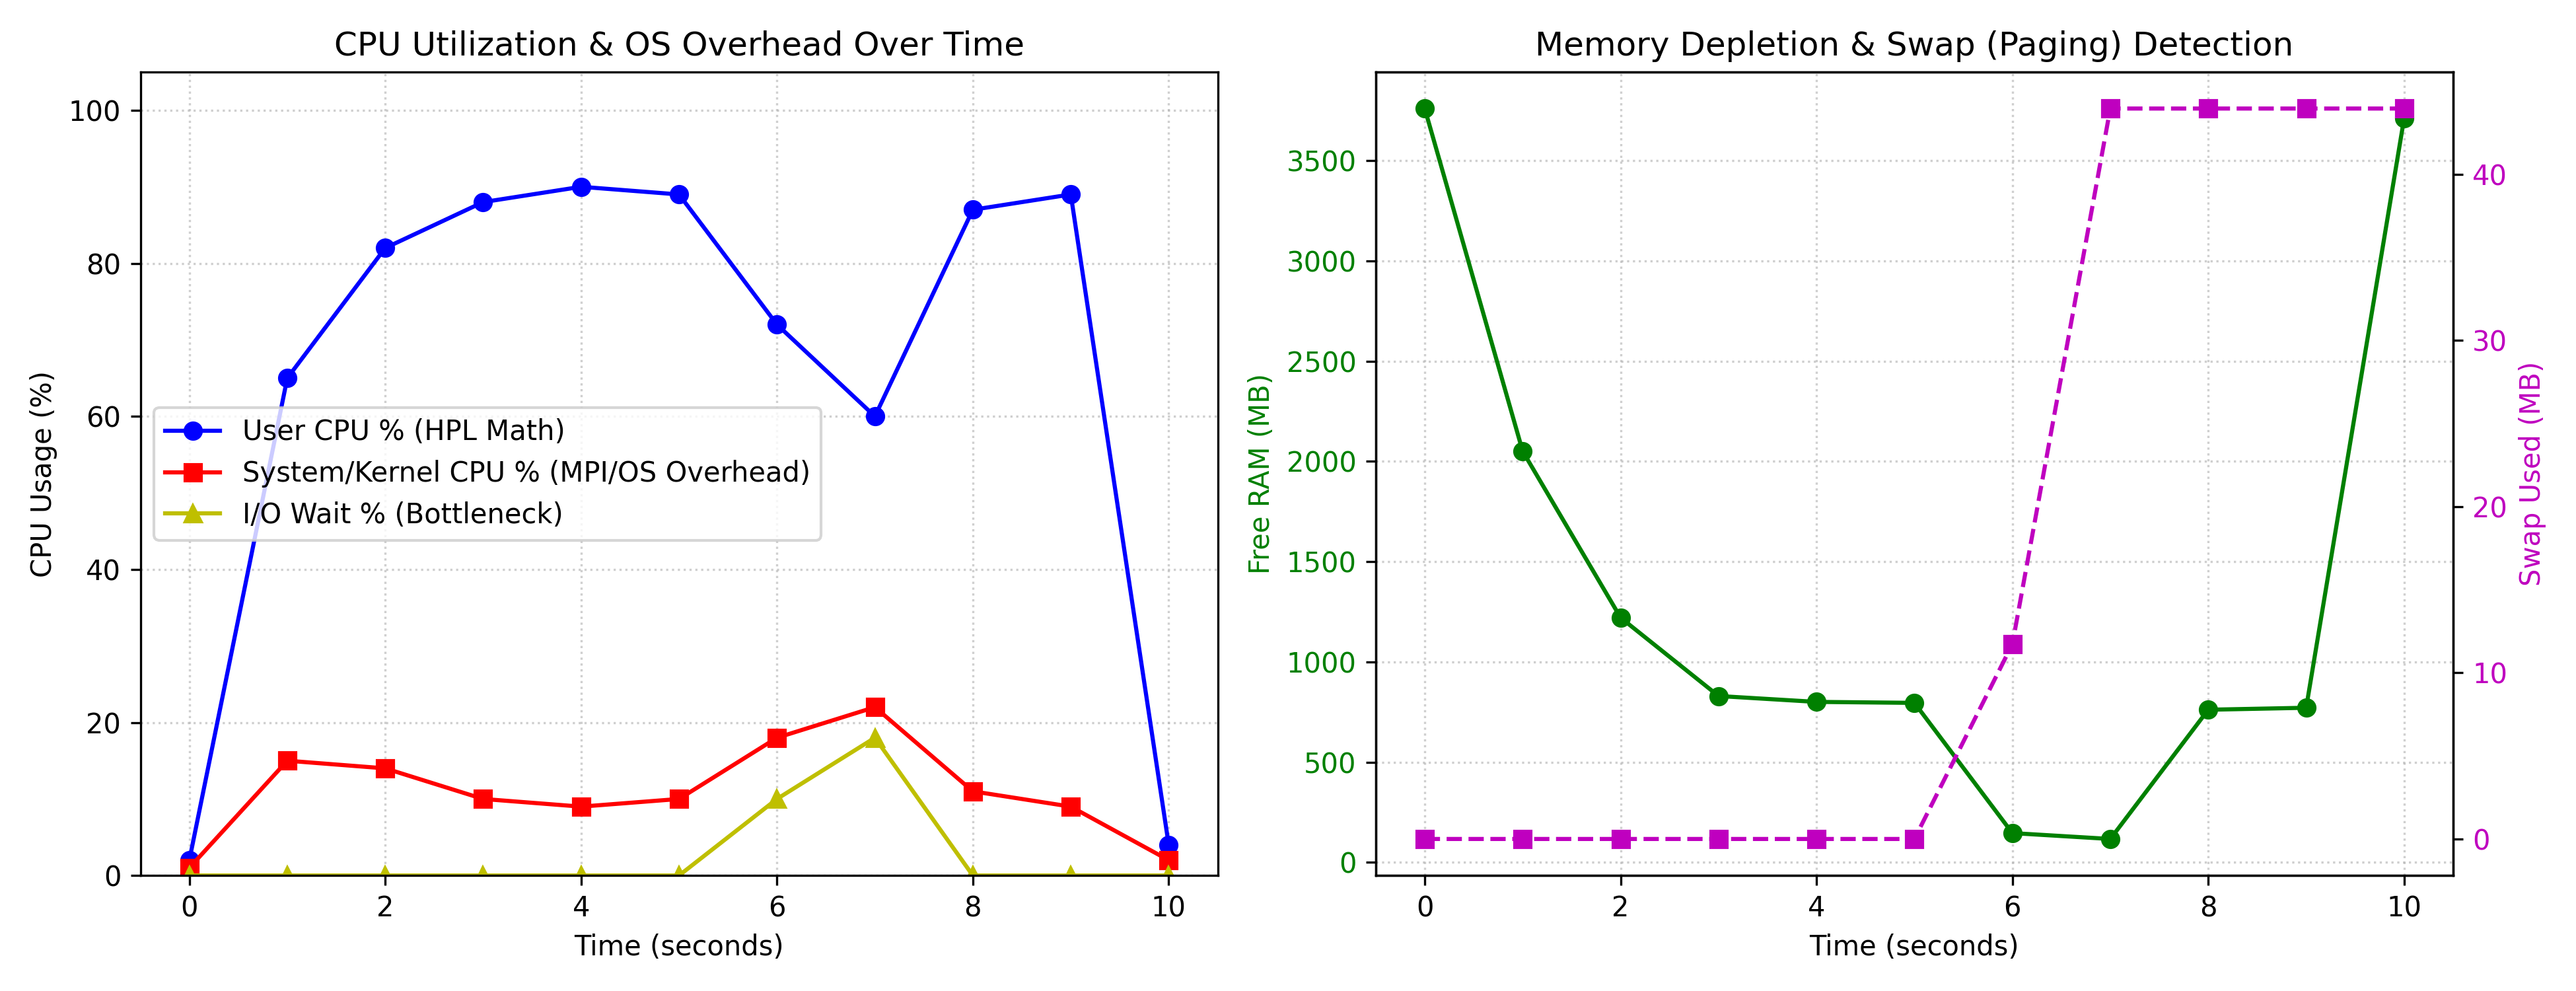 CPU Utilization & OS Overhead Over Time
100
80
60
40
20
0
CPU Usage (%)
User CPU % (HPL Math)
System/Kernel CPU % (MPI/OS Overhead)
I/O Wait % (Bottleneck)
0 2 4 6 8 10
Time (seconds)
Memory Depletion & Swap (Paging) Detection
3500
3000
2500
2000
1500
1000
500
0
Free RAM (MB)
40
30
20
10
0
Swap Used (MB)
0 2 4 6 8 10
Time (seconds)